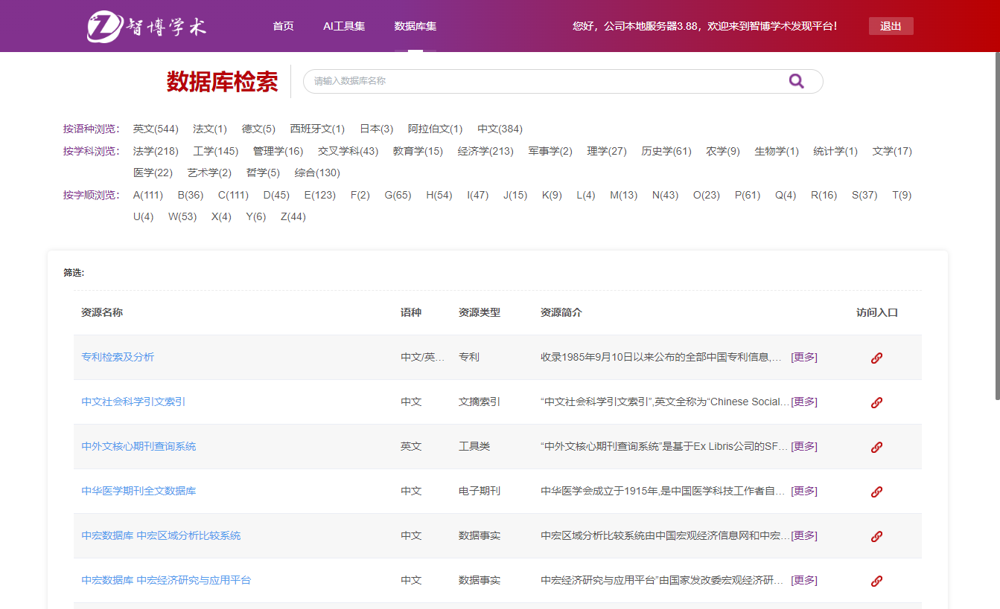 智博学术 首页 AI工具集 数据库集 您好，公司本地服务器3.88，欢迎来到智博学术发现平台！ 退出
数据库检索 请输入数据库名称
按语种浏览： 英文(544) 法文(1) 德文(5) 西班牙文(1) 日本(3) 阿拉伯文(1) 中文(384)
按学科浏览： 法学(218) 工学(145) 管理学(16) 交叉学科(43) 教育学(15) 经济学(213) 军事学(2) 理学(27) 历史学(61) 农学(9) 生物学(1) 统计学(1) 文学(17)
医学(22) 艺术学(2) 哲学(5) 综合(130)
按字顺浏览： A(111) B(36) C(111) D(45) E(123) F(2) G(65) H(54) I(47) J(15) K(9) L(4) M(13) N(43) O(23) P(61) Q(4) R(16) S(37) T(9)
U(4) W(53) X(4) Y(6) Z(44)
筛选:
资源名称 语种 资源类型 资源简介 访问入口
专利检索及分析 中文/英… 专利 收录1985年9月10日以来公布的全部中国专利信息,… [更多]
中文社会科学引文索引 中文 文摘索引 “中文社会科学引文索引”,英文全称为“Chinese Social… [更多]
中外文核心期刊查询系统 英文 工具类 “中外文核心期刊查询系统”是基于Ex Libris公司的SF… [更多]
中华医学期刊全文数据库 中文 电子期刊 中华医学会成立于1915年,是中国医学科技工作者自… [更多]
中宏数据库 中宏区域分析比较系统 中文 数据事实 中宏区域分析比较系统由中国宏观经济信息网和中宏… [更多]
中宏数据库 中宏经济研究与应用平台 中文 数据事实 中宏经济研究与应用平台”由国家发改委宏观经济研… [更多]